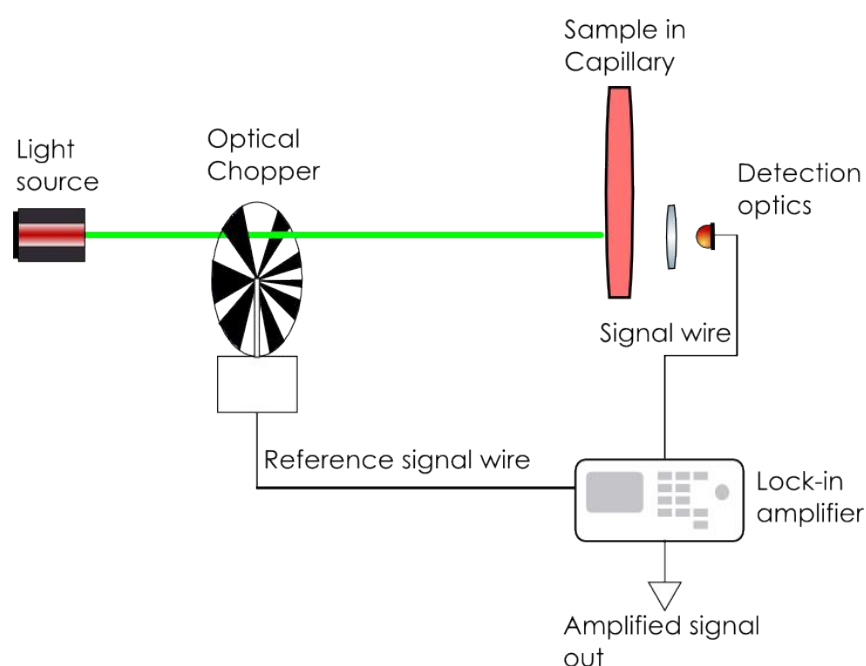 Sample in
Capillary
Optical
Chopper
Light
source
Detection
optics
Signal wire
Reference signal wire
Lock-in
amplifier
Amplified signal
out